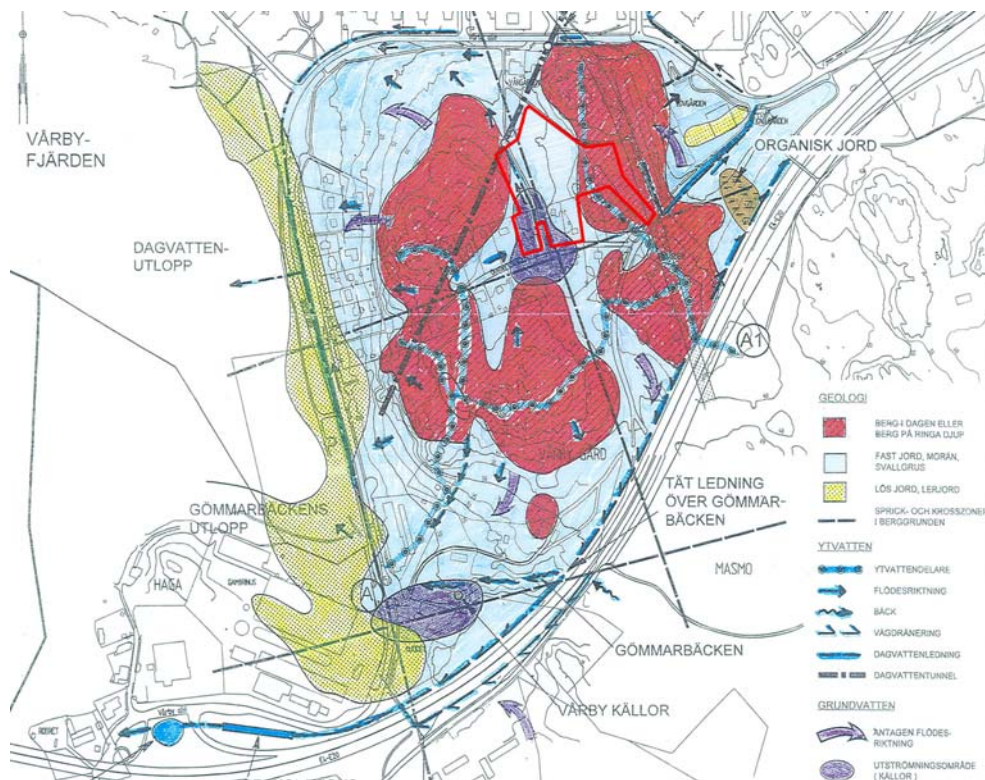 VÅRBY-
FJÄRDEN
ORGANISK JORD
DAGVATTEN-
UTLOPP
A1
VÅRBY GÅRD
TÄT LEDNING
ÖVER GÖMMAR-
BÄCKEN
GÖMMARBÄCKENS
UTLOPP
MASMO
HAGA
A
GÖMMARBÄCKEN
VÅRBY KÄLLOR
E4-E20
E4-E20
GEOLOGI
BERG I DAGEN ELLER
BERG PÅ RINGA DJUP
FAST JORD, MORÄN,
SVALLGRUS
LÖS JORD, LERJORD
SPRICK- OCH KROSSZONER
I BERGGRUNDEN
YTVATTEN
YTVATTENDELARE
FLÖDESRIKTNING
BÄCK
VÄGDRÄNERING
DAGVATTENLEDNING
DAGVATTENTUNNEL
GRUNDVATTEN
ANTAGEN FLÖDES-
RIKTNING
UTSTRÖMNINGSOMRÅDE
( KÄLLOR )